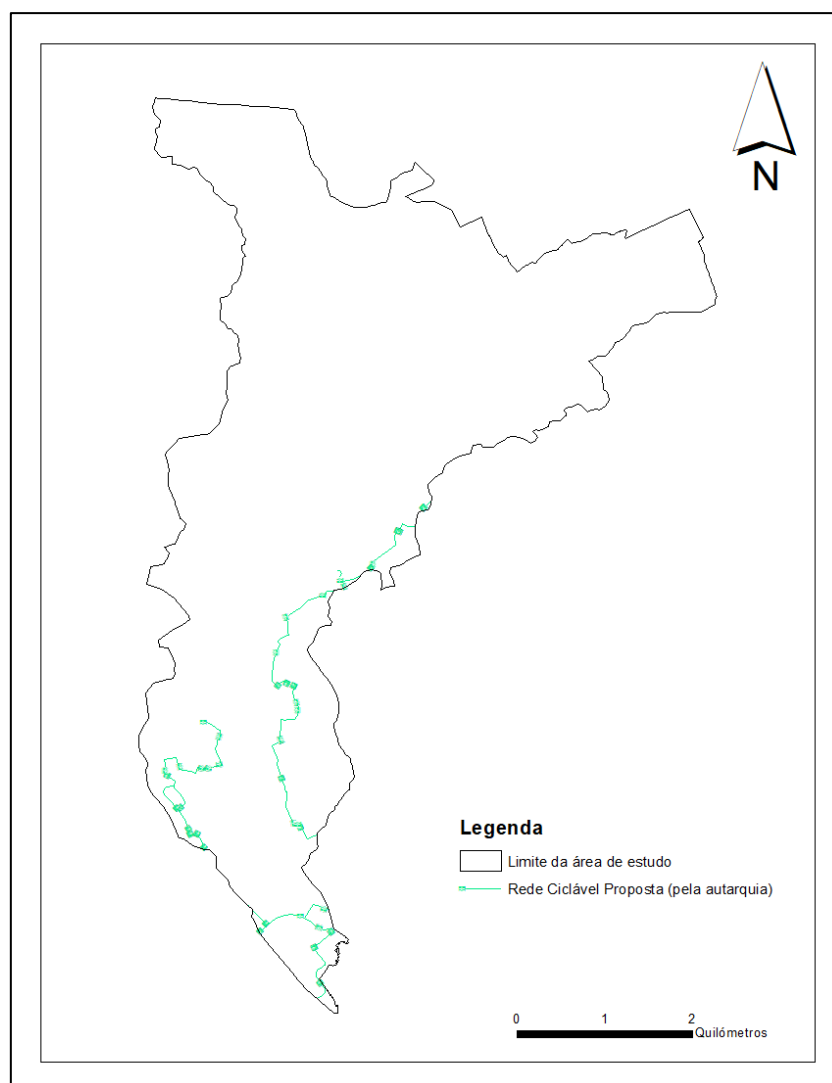 N
Legenda
Limite da área de estudo
Rede Ciclável Proposta (pela autarquia)
0 1 2
Quilómetros